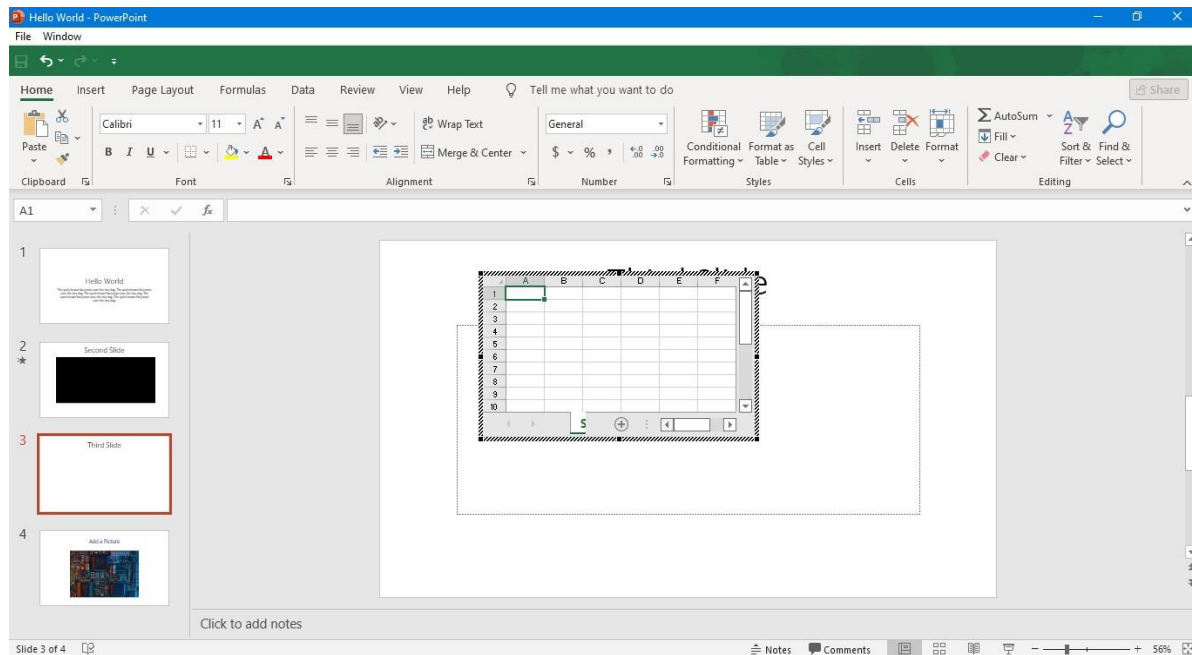 Hello World - PowerPoint
File Window
Home Insert Page Layout Formulas Data Review View Help Tell me what you want to do Share
Paste Calibri 11 A A Wrap Text General Conditional Formatting Format as Table Cell Styles Insert Delete Format AutoSum Fill Clear Sort & Filter Find & Select
B I U A Merge & Center $ % ,
Clipboard Font Alignment Number Styles Cells Editing
A1 fx
1
Hello World
2
Second Slide
3
Third Slide
4
Add a Picture
A B C D E F
1
2
3
4
5
6
7
8
9
10
S
Click to add notes
Slide 3 of 4 Notes Comments 56%